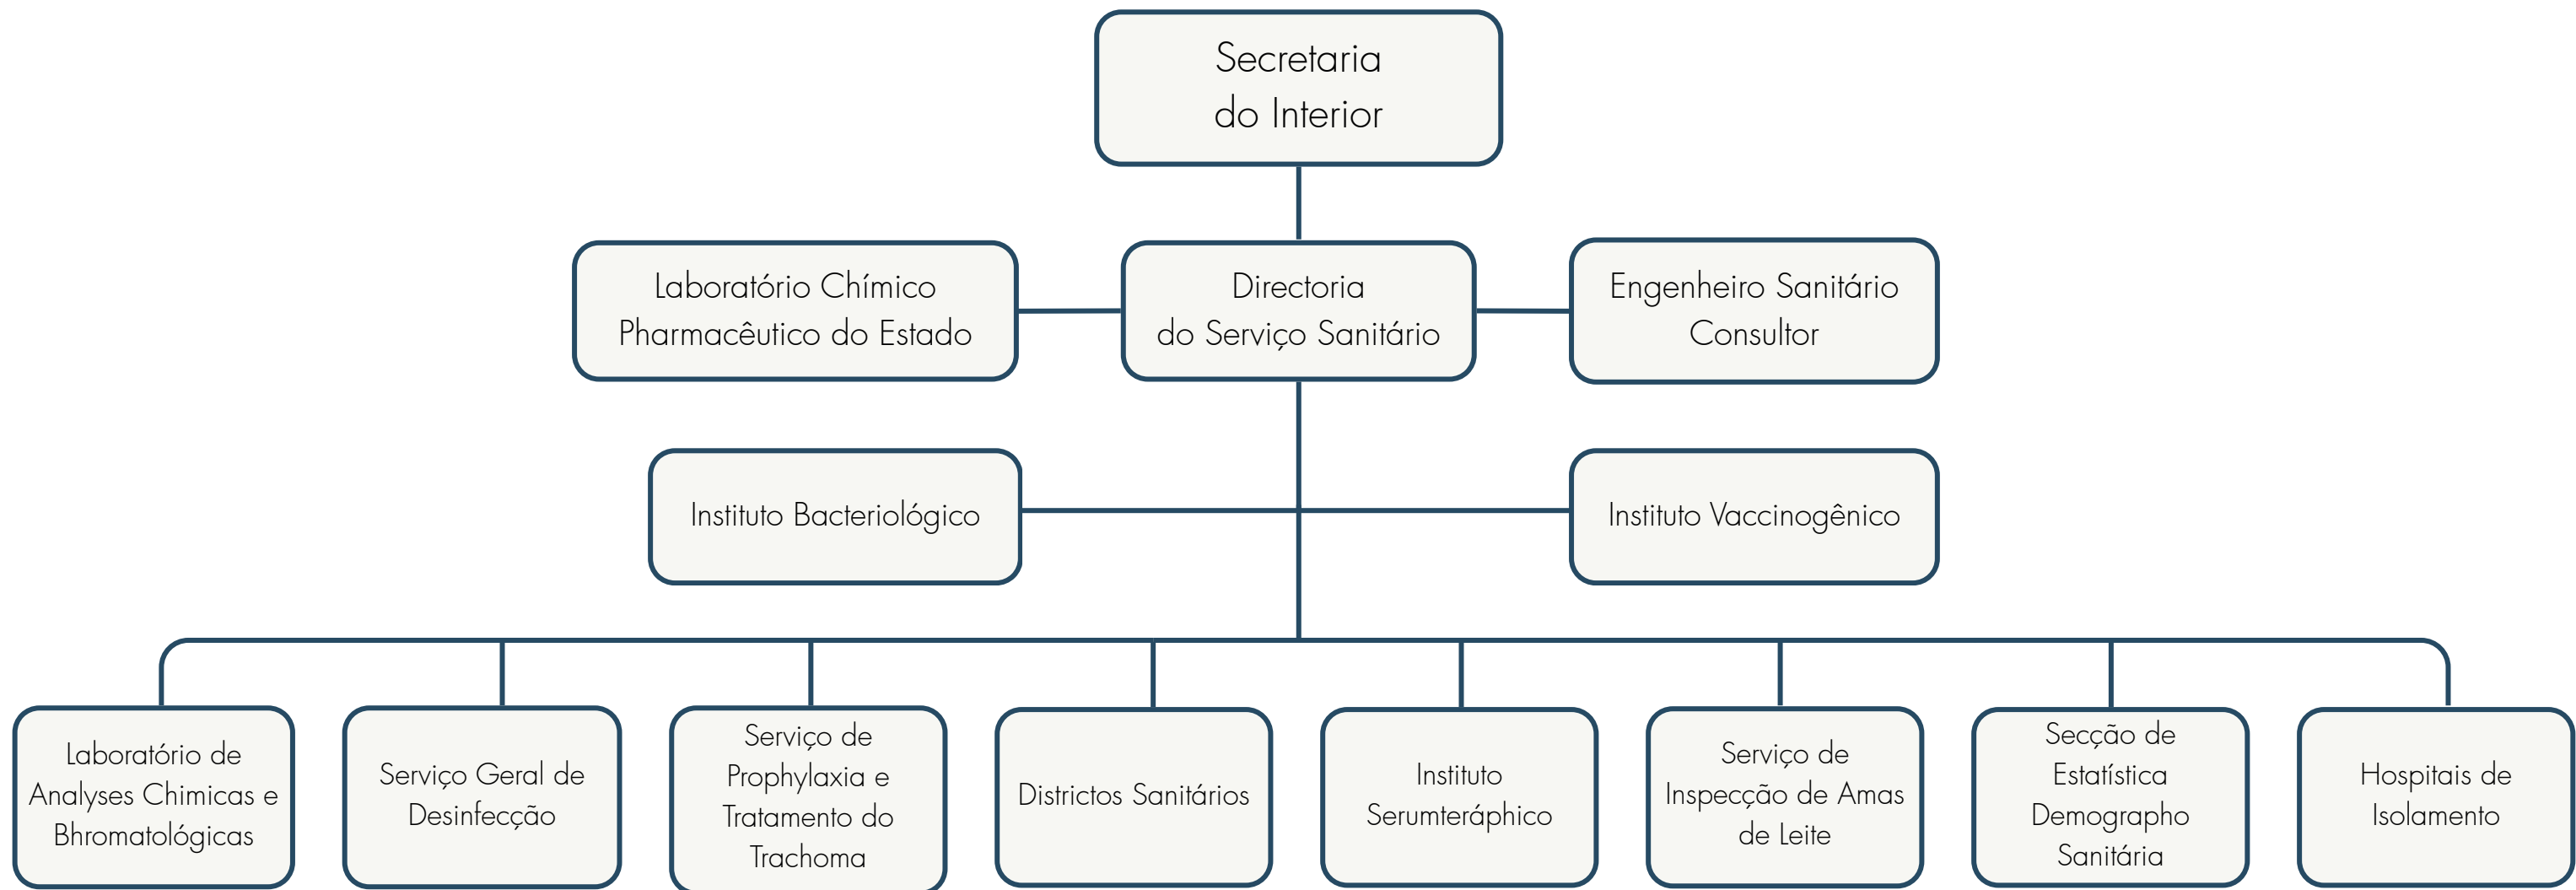 Secretaria
do Interior
Laboratório Chímico
Pharmacêutico do Estado
Directoria
do Serviço Sanitário
Engenheiro Sanitário
Consultor
Instituto Bacteriológico
Instituto Vaccinogênico
Laboratório de
Analyses Chimicas e
Bhromatológicas
Serviço Geral de
Desinfecção
Serviço de
Prophylaxia e
Tratamento do
Trachoma
Districtos Sanitários
Instituto
Serumteráphico
Serviço de
Inspecção de Amas
de Leite
Secção de
Estatística
Demographo
Sanitária
Hospitais de
Isolamento